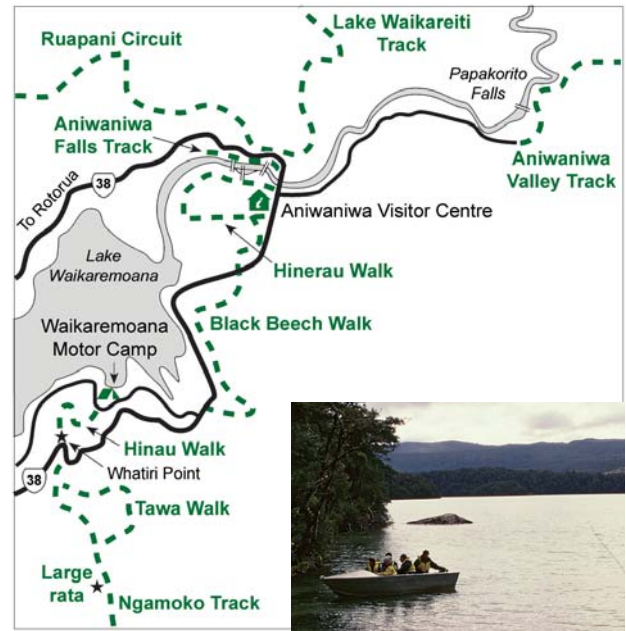 Ruapani Circuit
Lake Waikareiti
Track
Papakorito
Falls
Aniwaniwa
Falls Track
Aniwaniwa
Valley Track
To Rotorua
38
i
Aniwaniwa Visitor Centre
Lake
Waikaremoana
Hinerau Walk
Waikaremoana
Motor Camp
Black Beech Walk
Hinau Walk
Whatiri Point
38
Tawa Walk
Large
rata
Ngamoko Track